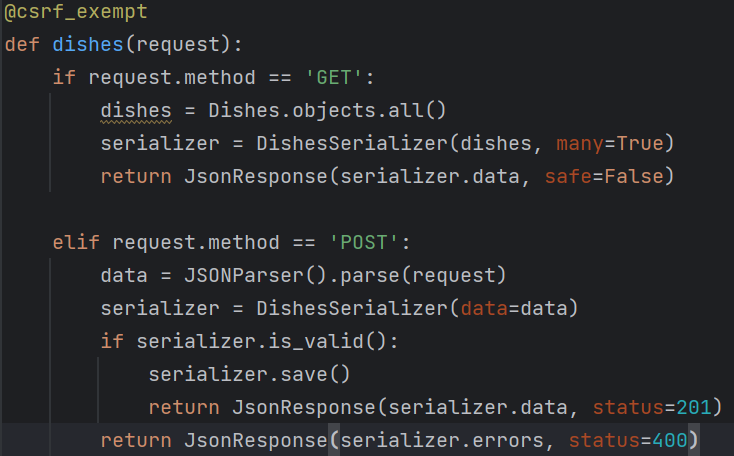 @csrf_exempt
def dishes(request):
    if request.method == 'GET':
        dishes = Dishes.objects.all()
        serializer = DishesSerializer(dishes, many=True)
        return JsonResponse(serializer.data, safe=False)

    elif request.method == 'POST':
        data = JSONParser().parse(request)
        serializer = DishesSerializer(data=data)
        if serializer.is_valid():
            serializer.save()
            return JsonResponse(serializer.data, status=201)
        return JsonResponse(serializer.errors, status=400)